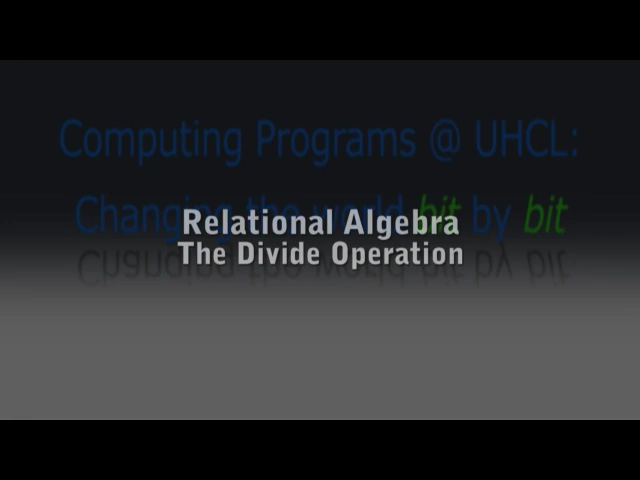 Computing Programs @ UHCL:
Changing the world bit by bit
Relational Algebra
The Divide Operation